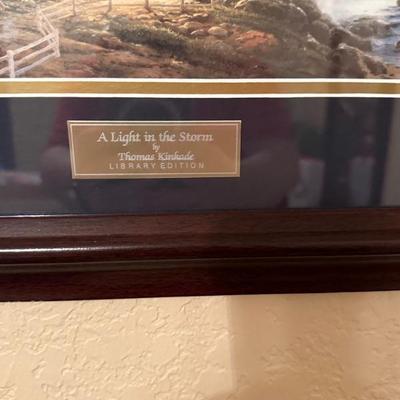 A Light in the Storm
by
Thomas Kinkade
LIBRARY EDITION